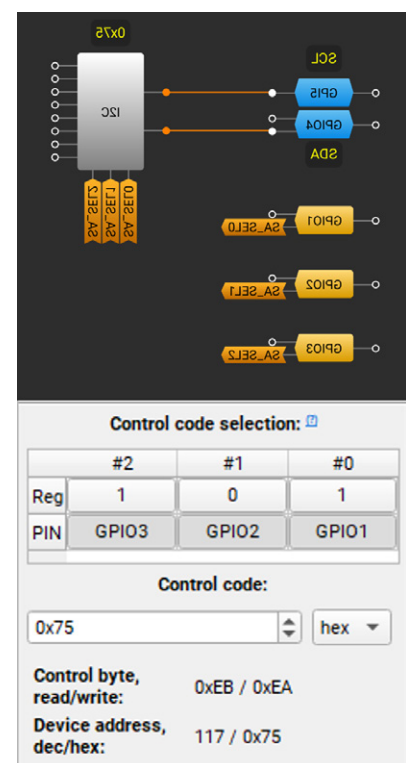 0x75
SCL
GPI5
I2C
GPIO4
SDA
SA_SEL2
SA_SEL1
SA_SEL0
GPIO1
SA_SEL0
GPIO2
SA_SEL1
GPIO3
SA_SEL2
Control code selection: ?
#2 #1 #0
Reg 1 0 1
PIN GPIO3 GPIO2 GPIO1
Control code:
0x75 hex
Control byte, read/write: 0xEB / 0xEA
Device address, dec/hex: 117 / 0x75